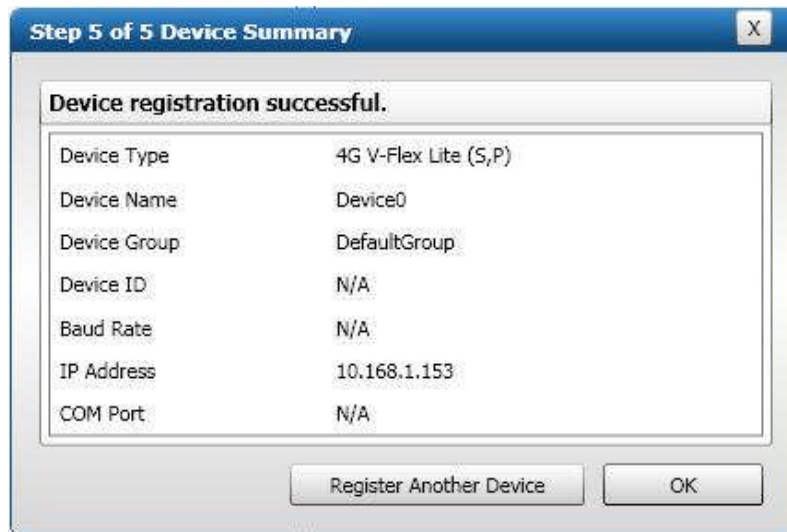 Step 5 of 5 Device Summary X
Device registration successful.
Device Type 4G V-Flex Lite (S,P)
Device Name Device0
Device Group DefaultGroup
Device ID N/A
Baud Rate N/A
IP Address 10.168.1.153
COM Port N/A
Register Another Device OK